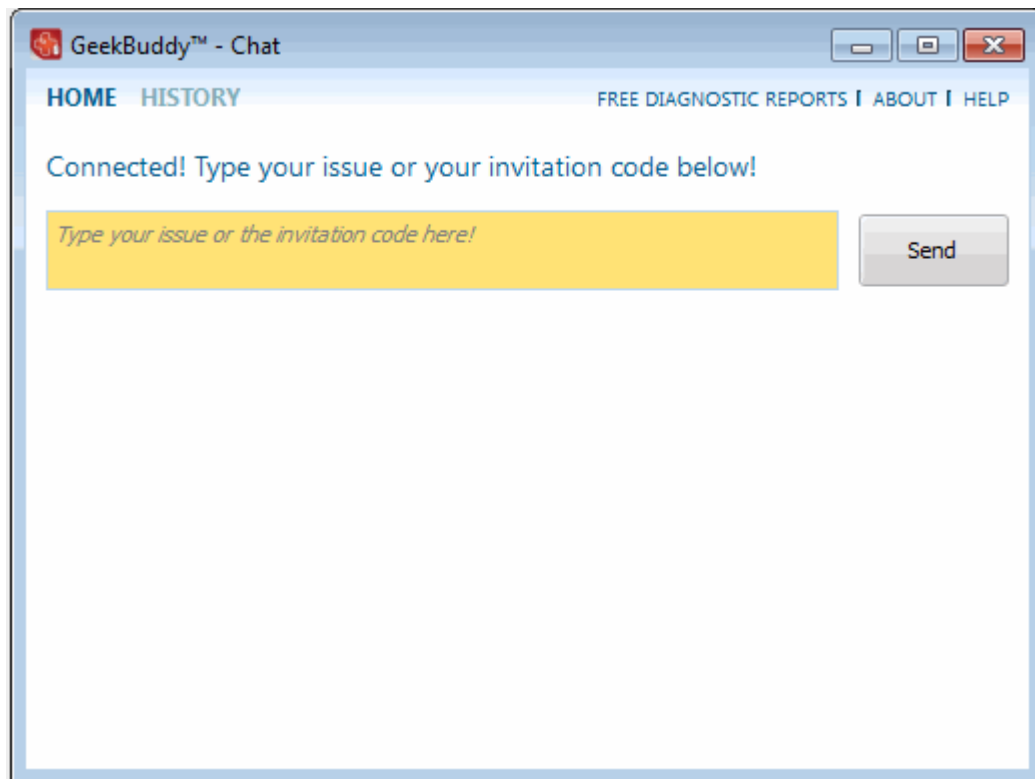 GeekBuddy™ - Chat
HOME HISTORY FREE DIAGNOSTIC REPORTS | ABOUT | HELP
Connected! Type your issue or your invitation code below!
Type your issue or the invitation code here!
Send